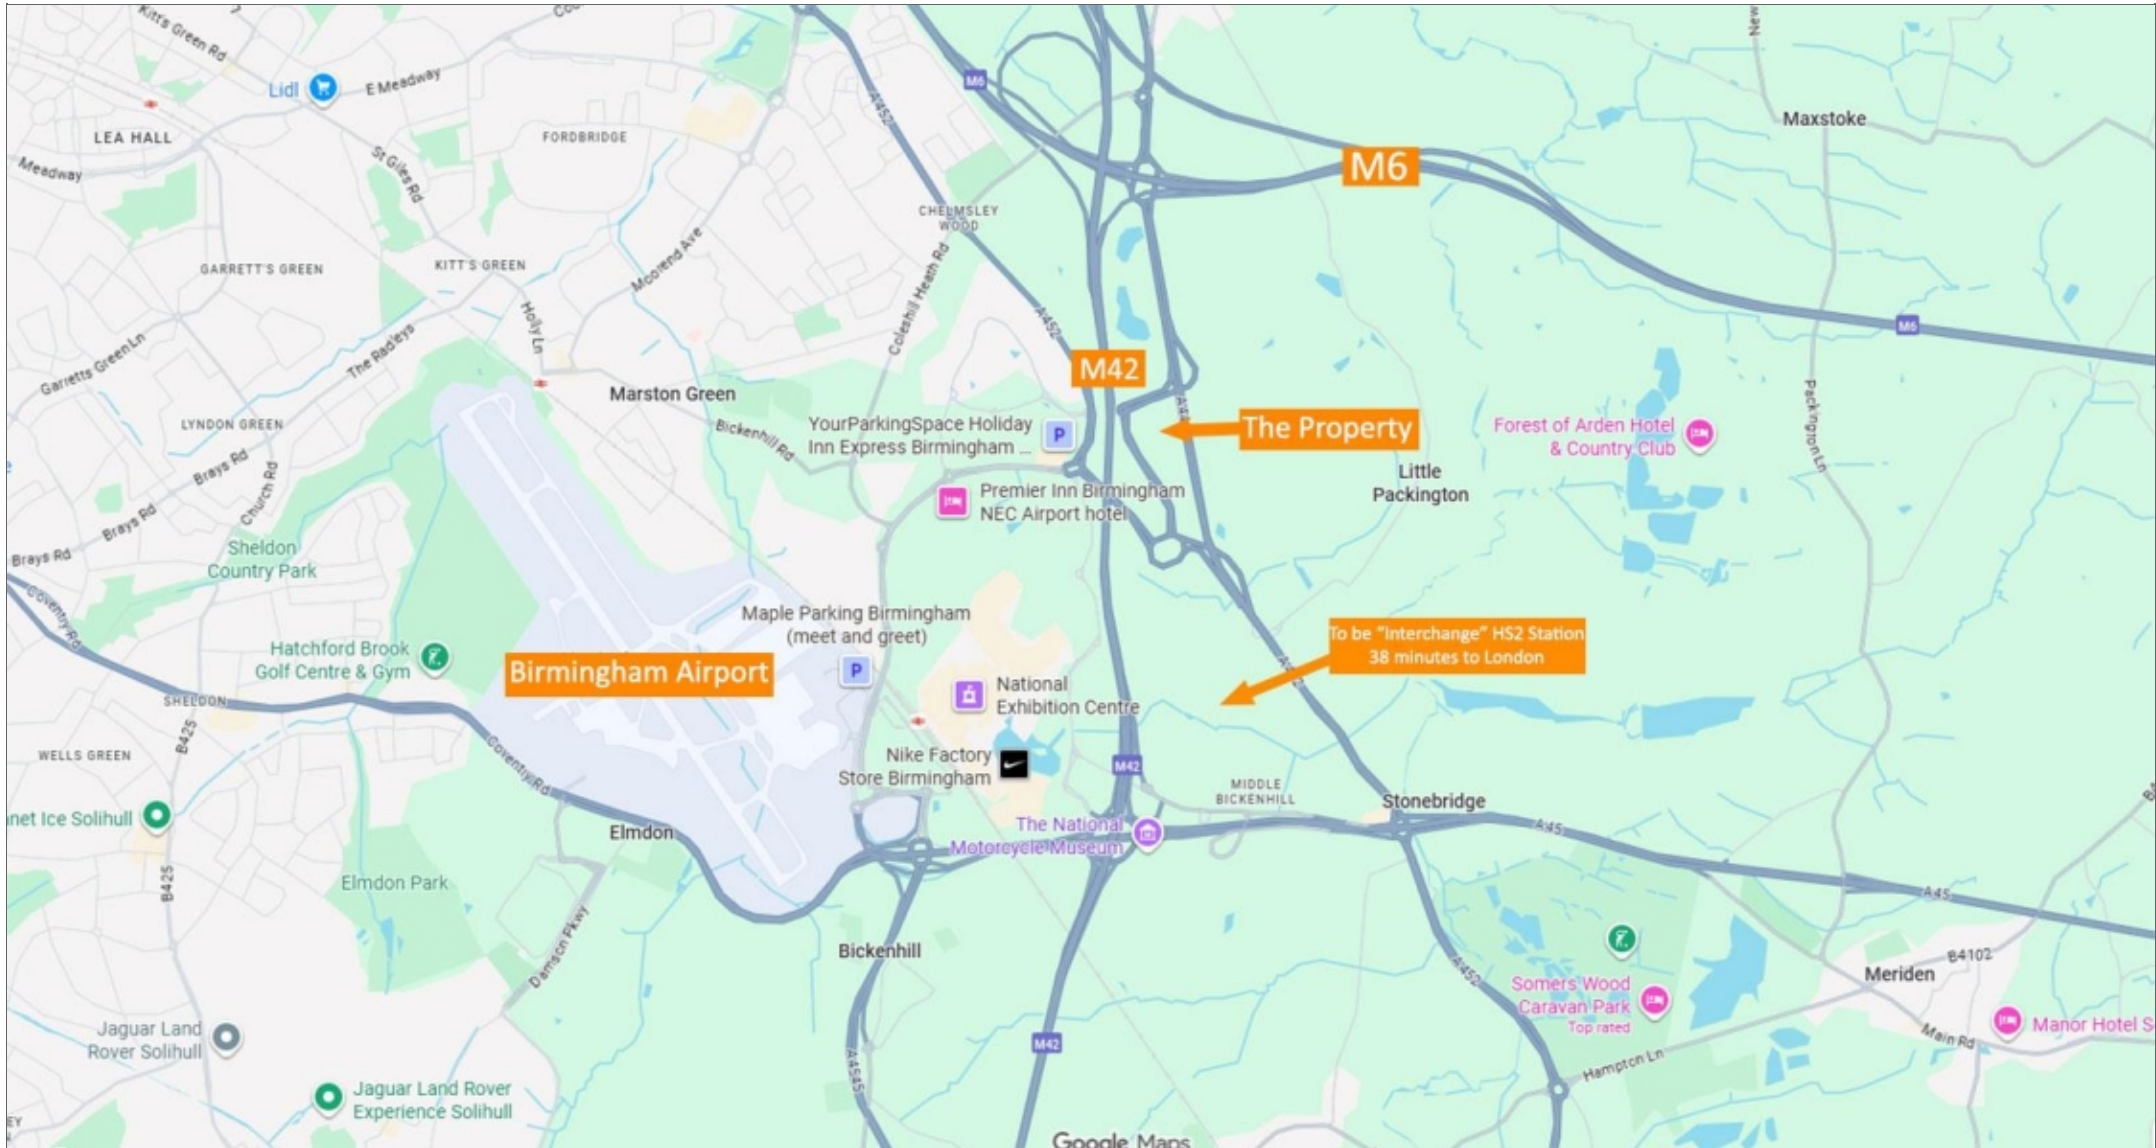 Kitt's Green Rd
Lidl
E Meadway
LEA HALL
Meadway
St Giles Rd
FORDBRIDGE
A452
M6
CHELMSLEY
WOOD
M6
Maxstoke
GARRETT'S GREEN
KITT'S GREEN
Moorend Ave
Coleshill Heath Rd
A452
M6
Holly Ln
Garretts Green Ln
The Radleys
M42
Marston Green
LYNDON GREEN
Brays Rd
Church Rd
Bickenhill Rd
YourParkingSpace Holiday
Inn Express Birmingham ...
P
The Property
Forest of Arden Hotel
& Country Club
Packington Ln
Little
Packington
Premier Inn Birmingham
NEC Airport hotel
Brays Rd
Brays Rd
Sheldon
Country Park
Coventry Rd
Maple Parking Birmingham
(meet and greet)
P
Hatchford Brook
Golf Centre & Gym
Birmingham Airport
To be "Interchange" HS2 Station
38 minutes to London
National
Exhibition Centre
SHELDON
B425
WELLS GREEN
Coventry Rd
Nike Factory
Store Birmingham
M42
MIDDLE
BICKENHILL
Stonebridge
net Ice Solihull
Elmdon
The National
Motorcycle Museum
A45
B425
Elmdon Park
A45
Damson Pkwy
Bickenhill
A452
B4102
Meriden
Somers Wood
Caravan Park
Top rated
Jaguar Land
Rover Solihull
M42
Manor Hotel S
Main Rd
Hampton Ln
A4545
Jaguar Land Rover
Experience Solihull
Google Maps